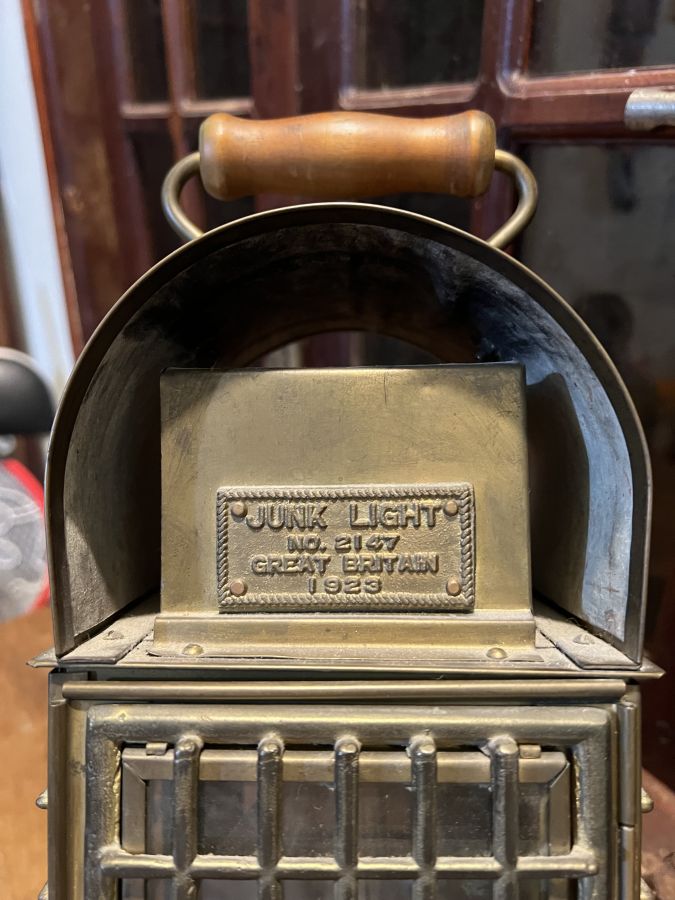 JUNK LIGHT
NO. 2147
GREAT BRITAIN
1923